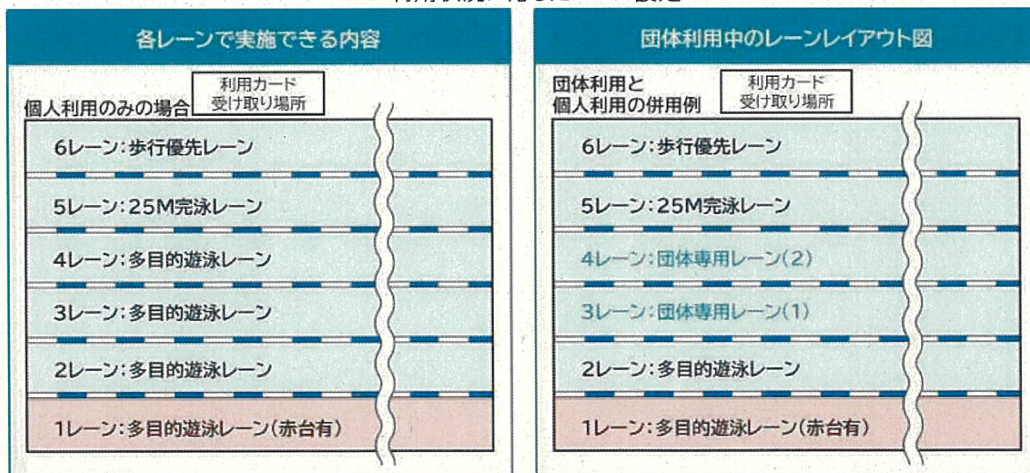 各レーンで実施できる内容
個人利用のみの場合
利用カード
受け取り場所
6レーン:歩行優先レーン
5レーン:25M完泳レーン
4レーン:多目的遊泳レーン
3レーン:多目的遊泳レーン
2レーン:多目的遊泳レーン
1レーン:多目的遊泳レーン(赤台有)
団体利用中のレーンレイアウト図
団体利用と
個人利用の併用例
利用カード
受け取り場所
6レーン:歩行優先レーン
5レーン:25M完泳レーン
4レーン:団体専用レーン(2)
3レーン:団体専用レーン(1)
2レーン:多目的遊泳レーン
1レーン:多目的遊泳レーン(赤台有)